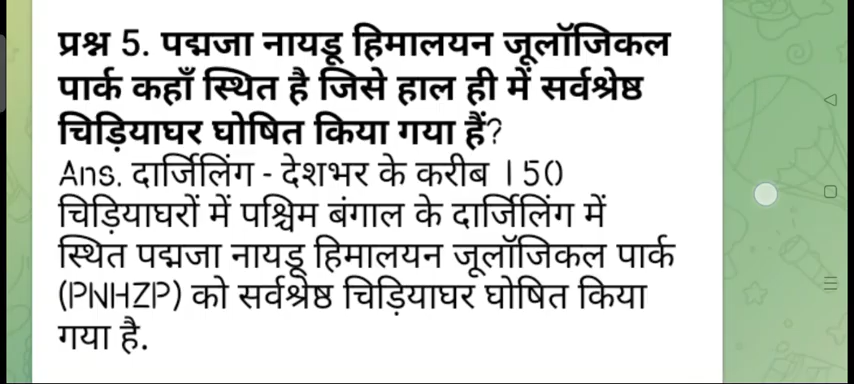 प्रश्न 5. पद्मजा नायडू हिमालयन जूलॉजिकल
पार्क कहाँ स्थित है जिसे हाल ही में सर्वश्रेष्ठ
चिड़ियाघर घोषित किया गया हैं?
Ans. दार्जिलिंग - देशभर के करीब 150
चिड़ियाघरों में पश्चिम बंगाल के दार्जिलिंग में
स्थित पद्मजा नायडू हिमालयन जूलॉजिकल पार्क
(PNHZP) को सर्वश्रेष्ठ चिड़ियाघर घोषित किया
गया है.